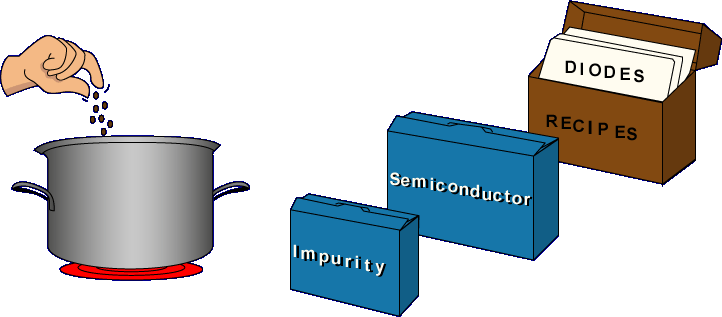 DIODES
RECIPES
Semiconductor
Impurity